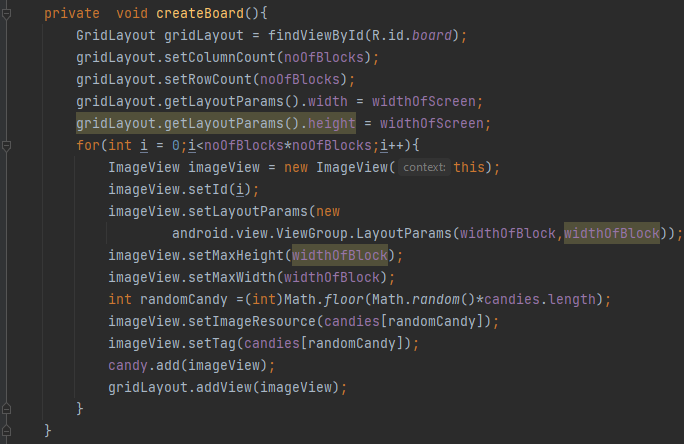 private  void createBoard(){
GridLayout gridLayout = findViewById(R.id.board);
gridLayout.setColumnCount(noOfBlocks);
gridLayout.setRowCount(noOfBlocks);
gridLayout.getLayoutParams().width = widthOfScreen;
gridLayout.getLayoutParams().height = widthOfScreen;
for(int i = 0;i<noOfBlocks*noOfBlocks;i++){
ImageView imageView = new ImageView( context: this);
imageView.setId(i);
imageView.setLayoutParams(new
android.view.ViewGroup.LayoutParams(widthOfBlock,widthOfBlock));
imageView.setMaxHeight(widthOfBlock);
imageView.setMaxWidth(widthOfBlock);
int randomCandy =(int)Math.floor(Math.random()*candies.length);
imageView.setImageResource(candies[randomCandy]);
imageView.setTag(candies[randomCandy]);
candy.add(imageView);
gridLayout.addView(imageView);
}
}